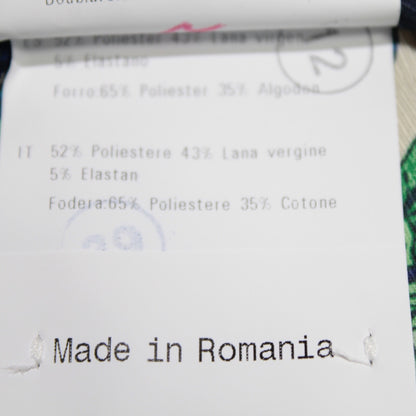 ES 52% Poliester 43% Lana virgen
5% Elastano
Forro:65% Poliester 35% Algodon
12
IT 52% Poliestere 43% Lana vergine
5% Elastan
Fodera:65% Poliestere 35% Cotone
Made in Romania